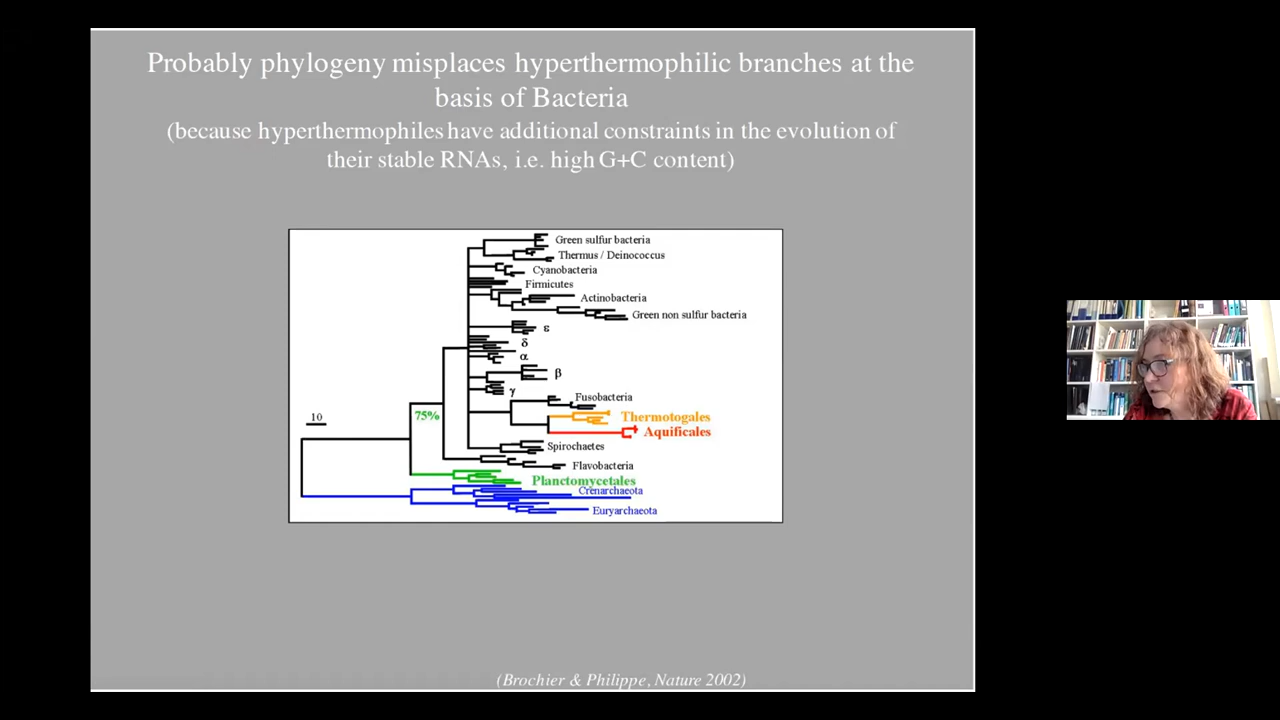 Probably phylogeny misplaces hyperthermophilic branches at the
basis of Bacteria
(because hyperthermophiles have additional constraints in the evolution of
their stable RNAs, i.e. high G+C content)
Green sulfur bacteria
Thermus / Deinococcus
Cyanobacteria
Firmicutes
Actinobacteria
Green non sulfur bacteria
ε
δ
α
β
γ
Fusobacteria
10
75%
Thermotogales
Aquificales
Spirochaetes
Flavobacteria
Planctomycetales
Crenarchaeota
Euryarchaeota
(Brochier & Philippe, Nature 2002)